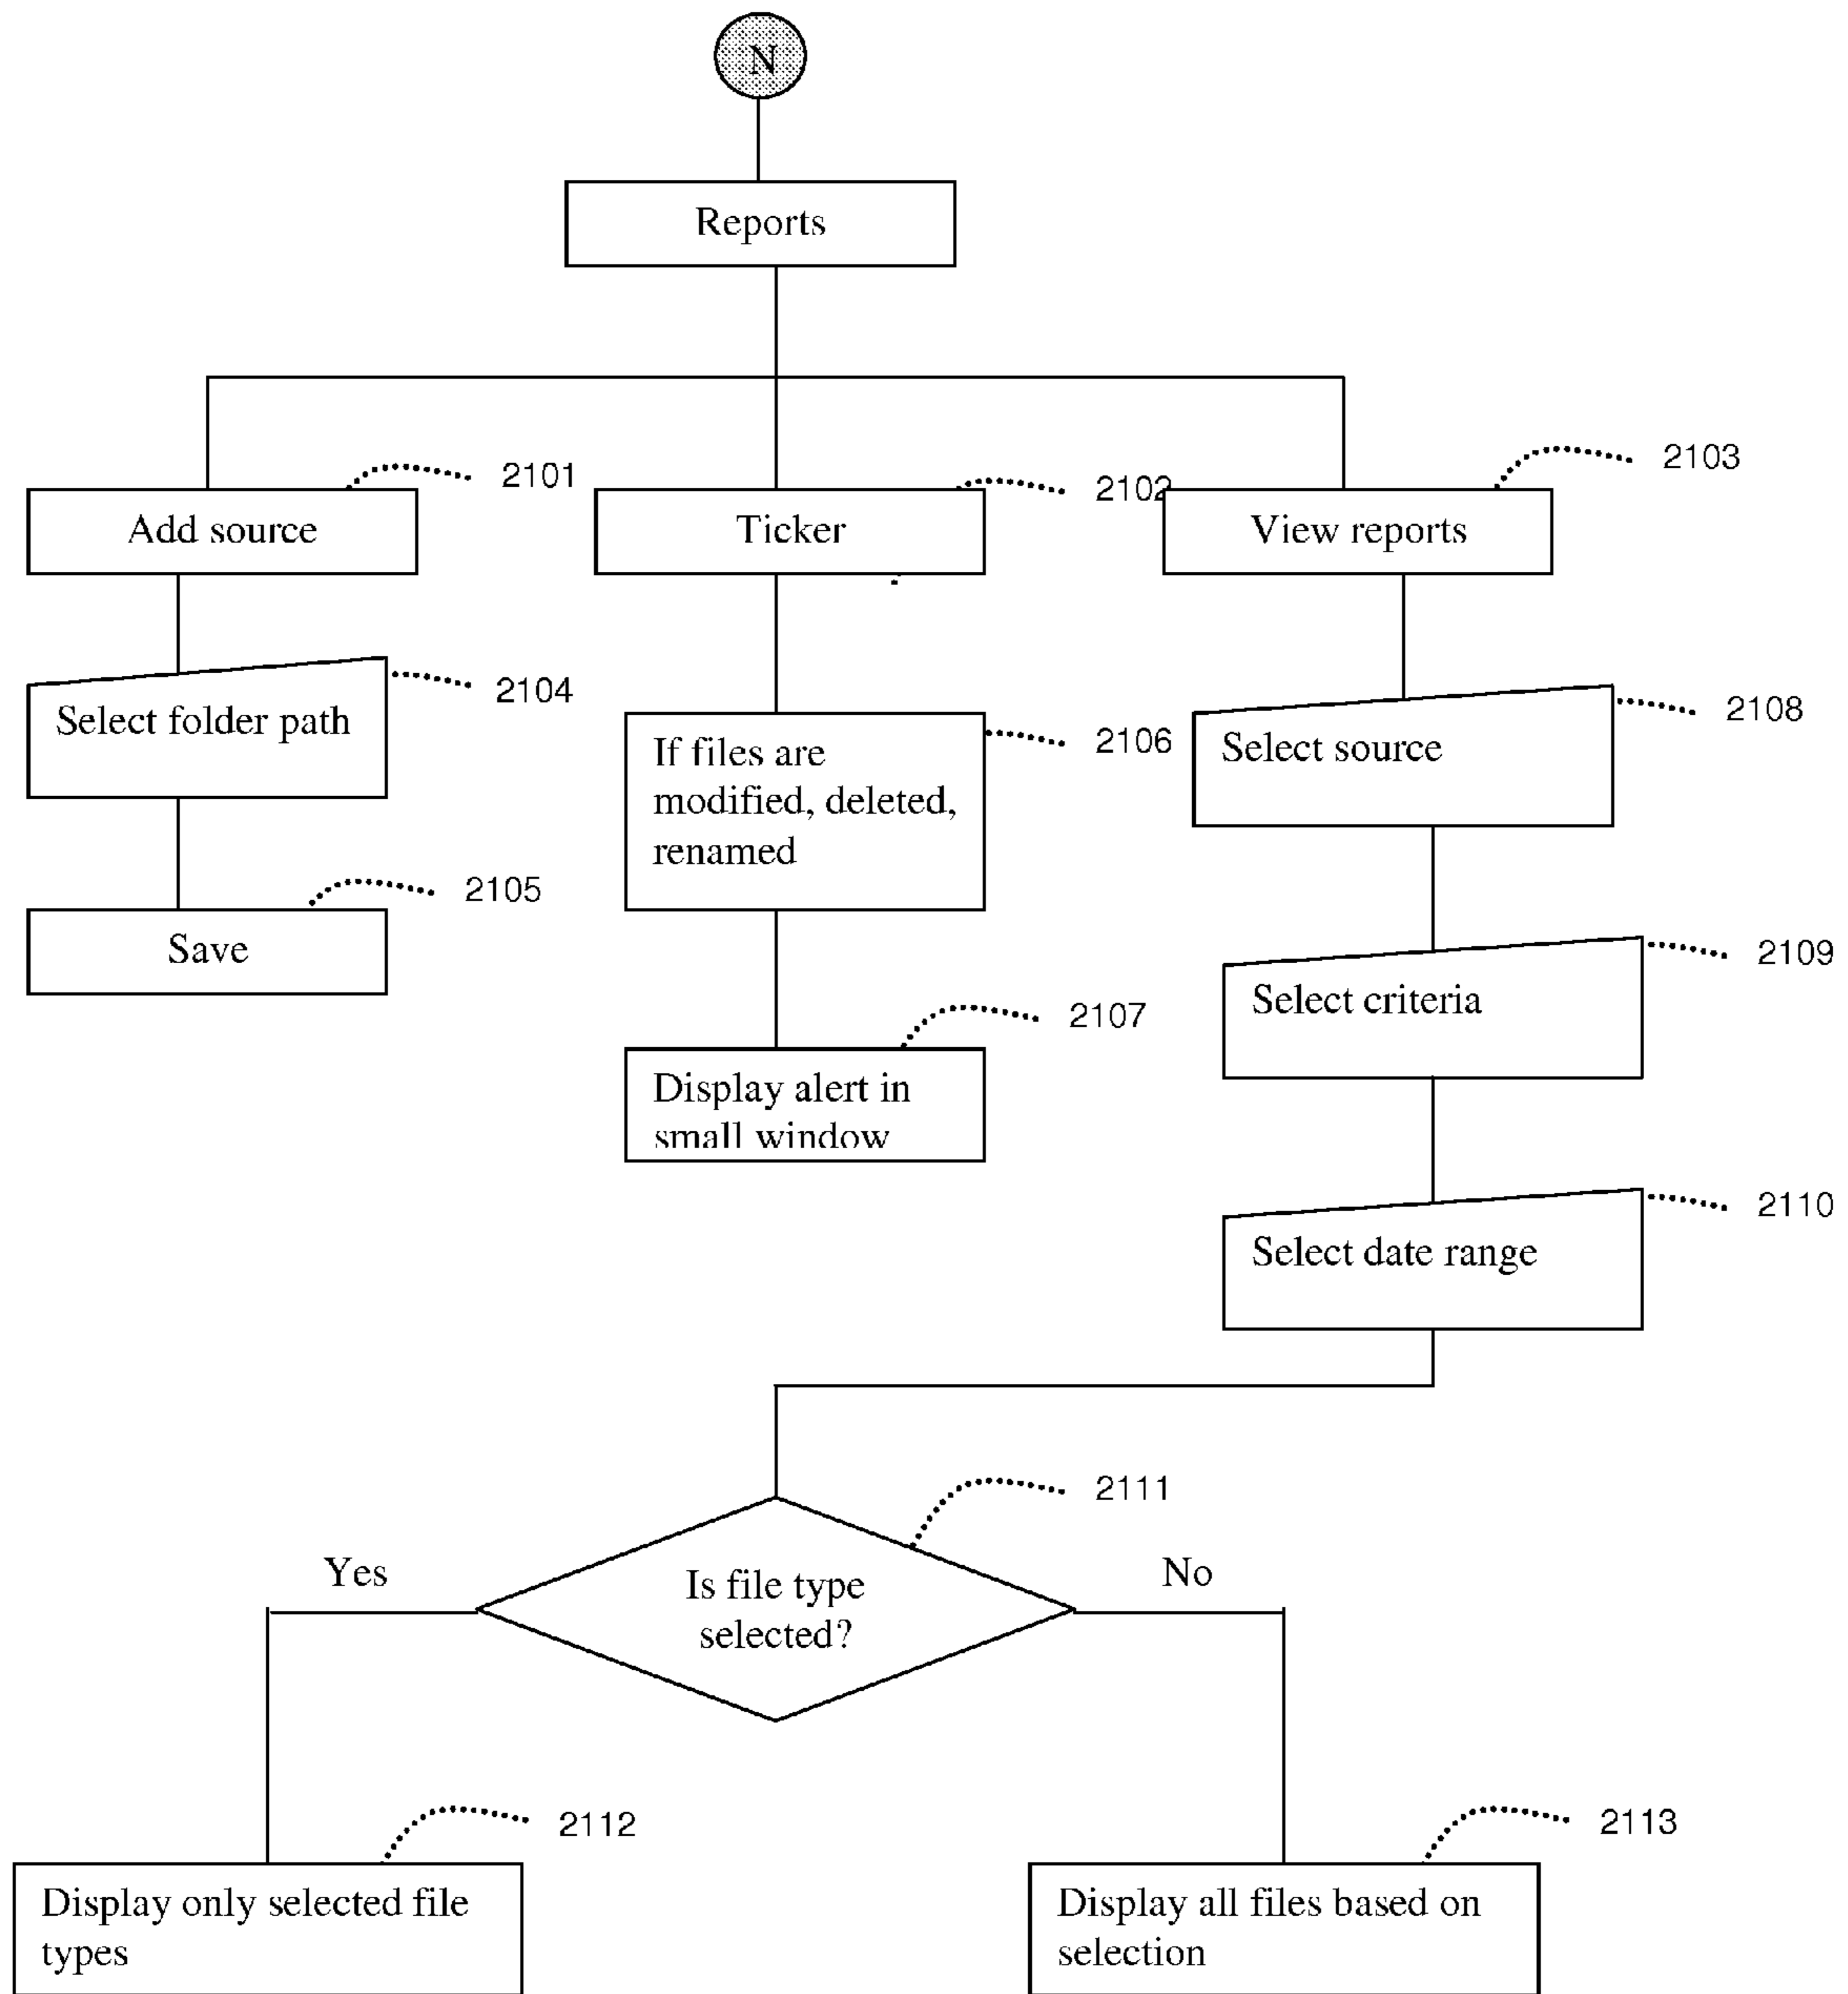 N
Reports
2101
2102
2103
Add source
Ticker
View reports
2104
Select folder path
2106
If files are
modified, deleted,
renamed
2108
Select source
2105
Save
2109
Select criteria
2107
Display alert in
small window
2110
Select date range
2111
Yes
Is file type
selected?
No
2112
Display only selected file
types
2113
Display all files based on
selection